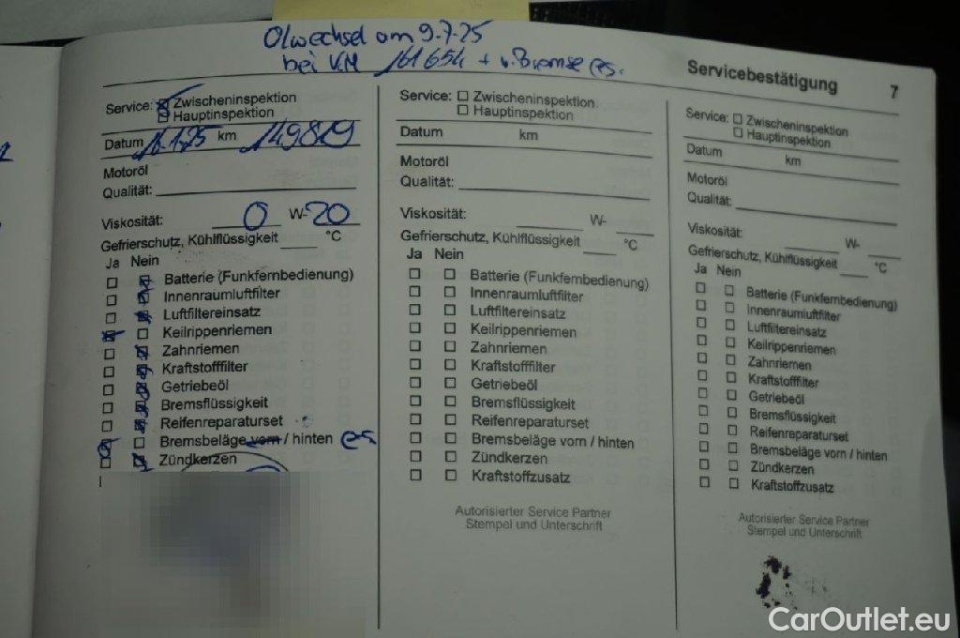 Ölwechsel am 9.7.25
bei KM 161654 + v. Bremse es.
Servicebestätigung 7
Service: Zwischeninspektion
Hauptinspektion
Datum 16.1.25 km 149819
Motoröl
Qualität:
Viskosität: 0 W-20
Gefrierschutz, Kühlflüssigkeit °C
Ja Nein
Batterie (Funkfernbedienung)
Innenraumluftfilter
Luftfiltereinsatz
Keilrippenriemen
Zahnriemen
Kraftstofffilter
Getriebeöl
Bremsflüssigkeit
Reifenreparaturset
Bremsbeläge vorn / hinten es
Zündkerzen
Service: Zwischeninspektion
Hauptinspektion
Datum km
Motoröl
Qualität:
Viskosität: W-
Gefrierschutz, Kühlflüssigkeit °C
Ja Nein
Batterie (Funkfernbedienung)
Innenraumluftfilter
Luftfiltereinsatz
Keilrippenriemen
Zahnriemen
Kraftstofffilter
Getriebeöl
Bremsflüssigkeit
Reifenreparaturset
Bremsbeläge vorn / hinten
Zündkerzen
Kraftstoffzusatz
Autorisierter Service Partner
Stempel und Unterschrift
Service: Zwischeninspektion
Hauptinspektion
Datum km
Motoröl
Qualität:
Viskosität: W-
Gefrierschutz, Kühlflüssigkeit °C
Ja Nein
Batterie (Funkfernbedienung)
Innenraumluftfilter
Luftfiltereinsatz
Keilrippenriemen
Zahnriemen
Kraftstofffilter
Getriebeöl
Bremsflüssigkeit
Reifenreparaturset
Bremsbeläge vorn / hinten
Zündkerzen
Kraftstoffzusatz
Autorisierter Service Partner
Stempel und Unterschrift
CarOutlet.eu